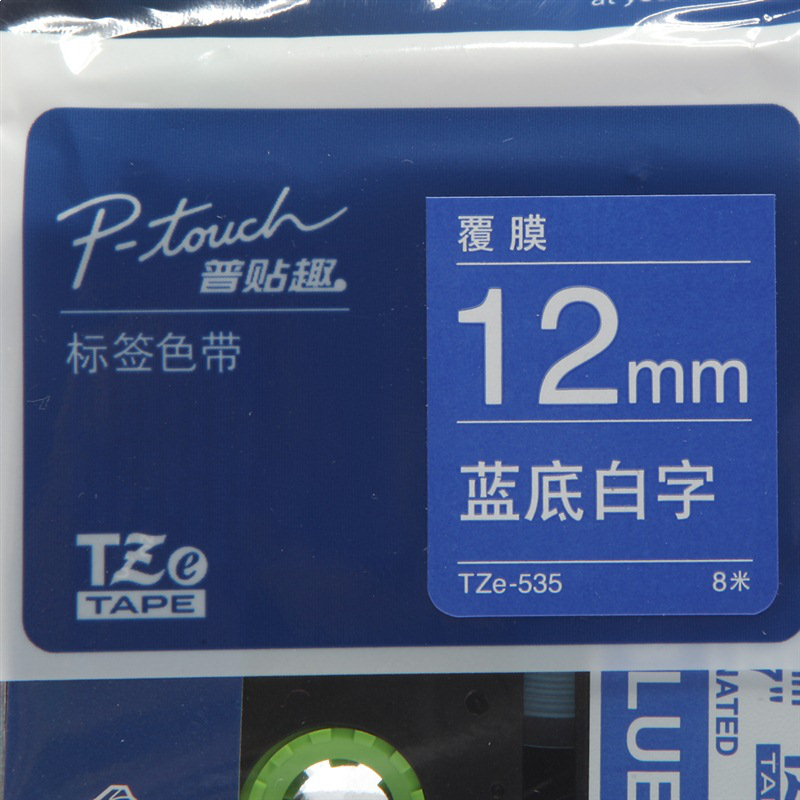 P-touch
普贴趣
标签色带
TZe
TAPE
覆膜
12mm
蓝底白字
TZe-535 8米